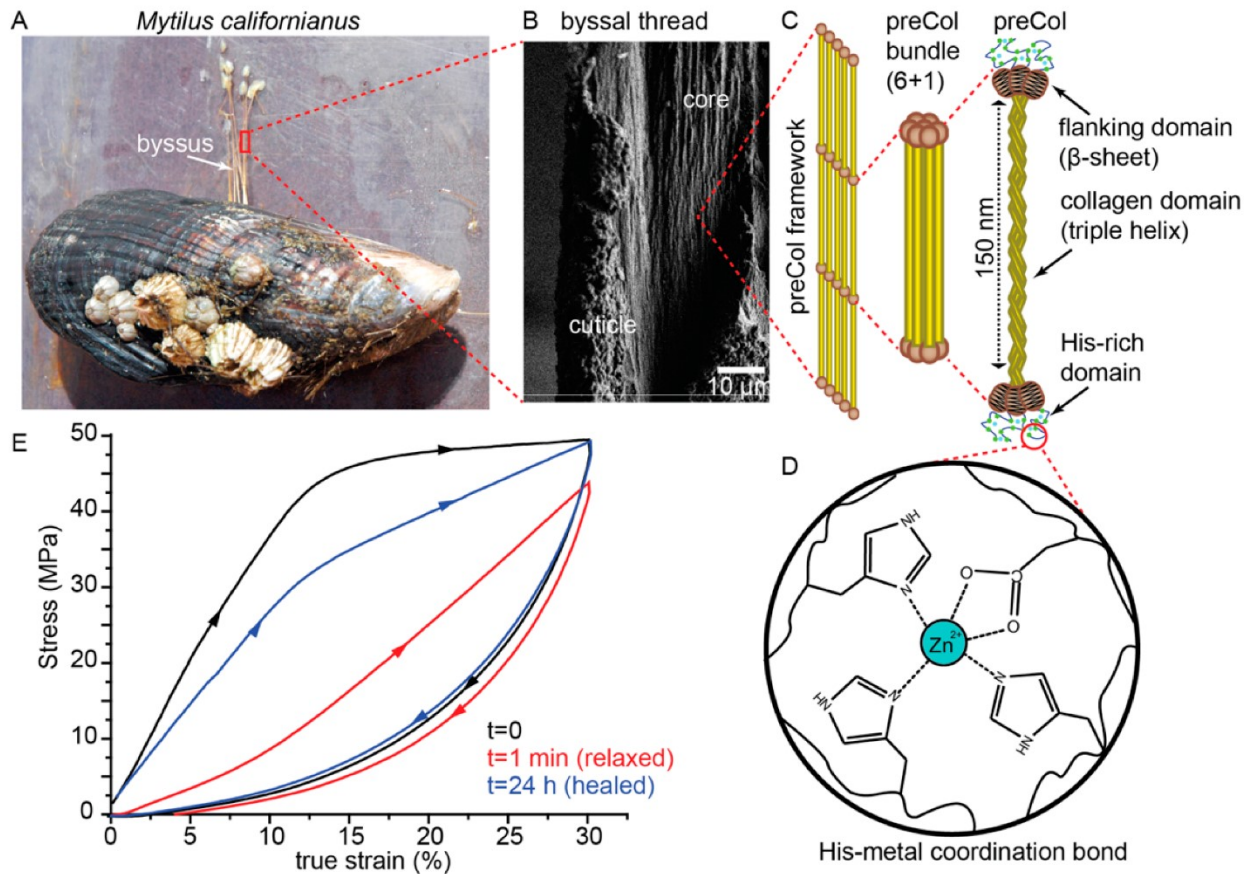 A
Mytilus californianus
byssus
B
byssal thread
core
cuticle
10 µm
C
preCol framework
preCol
bundle
(6+1)
preCol
150 nm
flanking domain
(β-sheet)
collagen domain
(triple helix)
His-rich
domain
E
Stress (MPa)
50
40
30
20
10
0
0
5
10
15
20
25
30
true strain (%)
t=0
t=1 min (relaxed)
t=24 h (healed)
D
NH
N
O
O
O
Zn2+
N
HN
N
HN
His-metal coordination bond